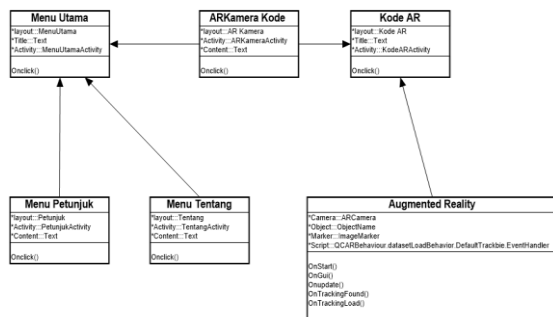 Menu Utama
*layout:::MenuUtama
*Title:::Text
*Activity:::MenuUtamaActivity
Onclick()
ARKamera Kode
*layout:::AR Kamera
*Activity:::ARKameraActivity
*Content:::Text
Onclick()
Kode AR
*layout:::Kode AR
*Title:::Text
*Activity:::KodeARActivity
Onclick()
Menu Petunjuk
*layout:::Petunjuk
*Activity:::PetunjukActivity
*Content:::Text
Onclick()
Menu Tentang
*layout:::Tentang
*Activity:::TentangActivity
*Content:::Text
Onclick()
Augmented Reality
*Camera:::ARCamera
*Object:::ObjectName
*Marker:::ImageMarker
*Script:::QCARBehaviour.datasetLoadBehavior.DefaultTrackbie.EventHandler
OnStart()
OnGui()
Onupdate()
OnTrackingFound()
OnTrackingLoad()